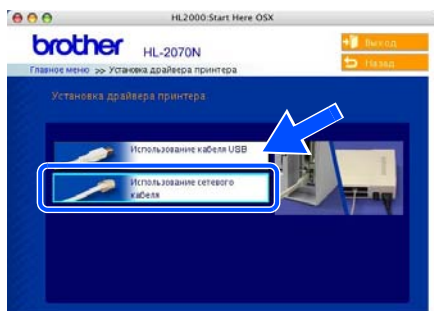 HL2000:Start Here OSX
brother HL-2070N
Выход
Назад
Главное меню >> Установка драйвера принтера
Установка драйвера принтера
Использование кабеля USB
Использование сетевого
кабеля